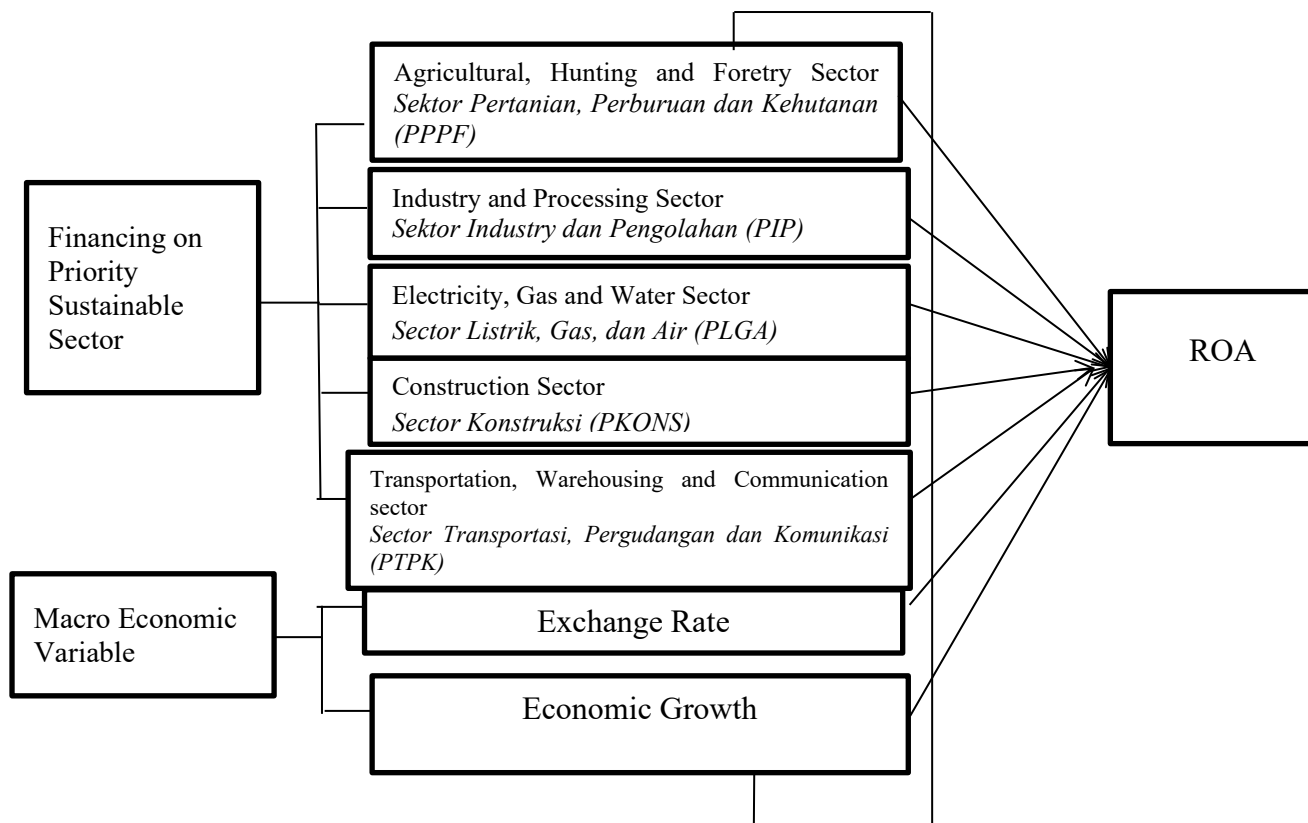 Agricultural, Hunting and Foretry Sector
Sektor Pertanian, Perburuan dan Kehutanan
(PPPF)
Industry and Processing Sector
Sektor Industry dan Pengolahan (PIP)
Financing on
Priority
Sustainable
Sector
Electricity, Gas and Water Sector
Sector Listrik, Gas, dan Air (PLGA)
ROA
Construction Sector
Sector Konstruksi (PKONS)
Transportation, Warehousing and Communication
sector
Sector Transportasi, Pergudangan dan Komunikasi
(PTPK)
Macro Economic
Variable
Exchange Rate
Economic Growth